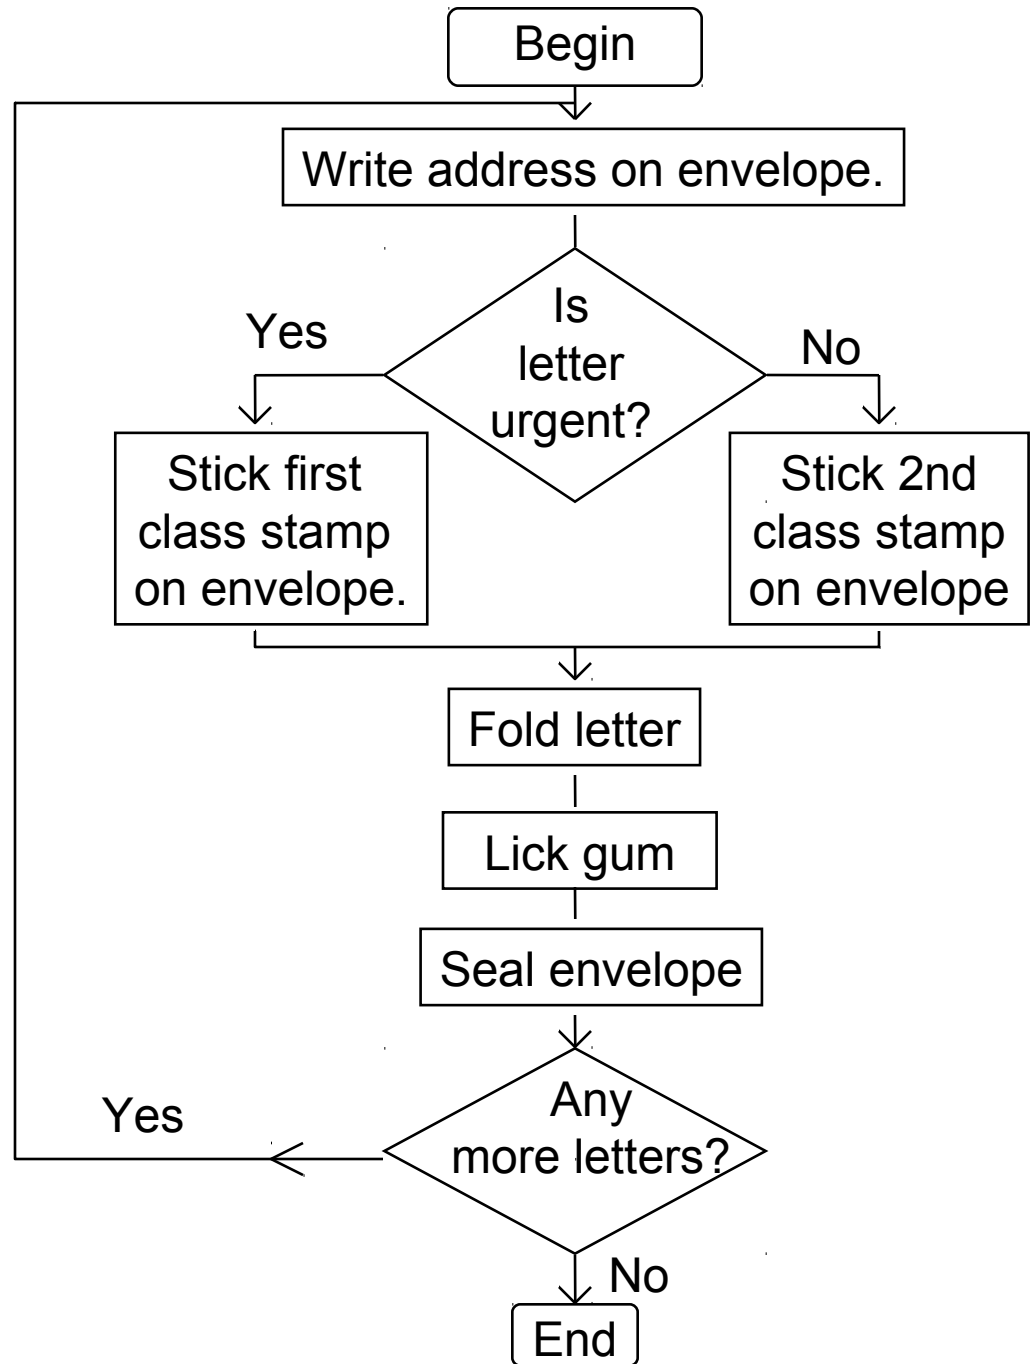 Begin
Write address on envelope.
Is
letter
urgent?
Yes
No
Stick first
class stamp
on envelope.
Stick 2nd
class stamp
on envelope
Fold letter
Lick gum
Seal envelope
Any
more letters?
Yes
No
End